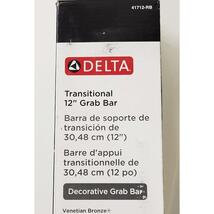 41712-RB
DELTA
Transitional
12" Grab Bar
Barra de soporte de
transición de
30,48 cm (12")
Barre d'appui
transitionnelle de
30,48 cm (12 po)
Decorative Grab Bar
Venetian Bronze+